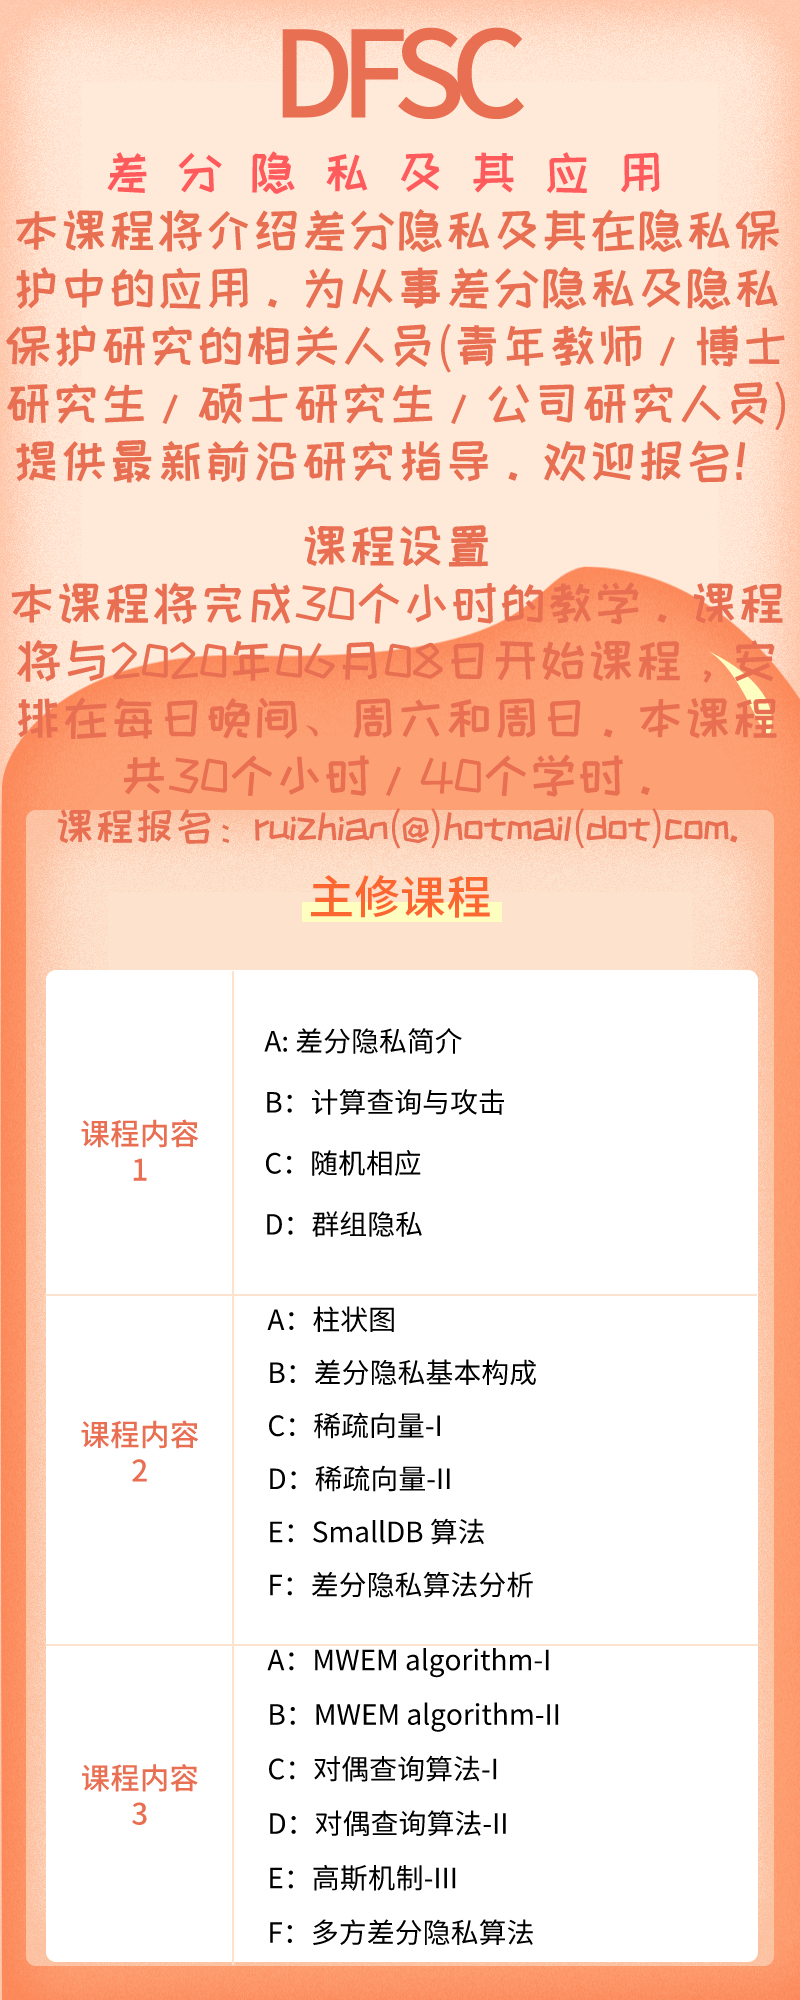 DFSC
差分隐私及其应用
本课程将介绍差分隐私及其在隐私保
护中的应用.为从事差分隐私及隐私
保护研究的相关人员(青年教师/博士
研究生/硕士研究生/公司研究人员)
提供最新前沿研究指导.欢迎报名!
课程设置
本课程将完成30个小时的教学.课程
将与2020年06月08日开始课程,安
排在每日晚间、周六和周日.本课程
共30个小时/40个学时.
课程报名：ruizhian(@)hotmail(dot)com.
主修课程
课程内容
1
A: 差分隐私简介
B：计算查询与攻击
C：随机相应
D：群组隐私
课程内容
2
A：柱状图
B：差分隐私基本构成
C：稀疏向量-I
D：稀疏向量-II
E：SmallDB 算法
F：差分隐私算法分析
课程内容
3
A：MWEM algorithm-I
B：MWEM algorithm-II
C：对偶查询算法-I
D：对偶查询算法-II
E：高斯机制-III
F：多方差分隐私算法